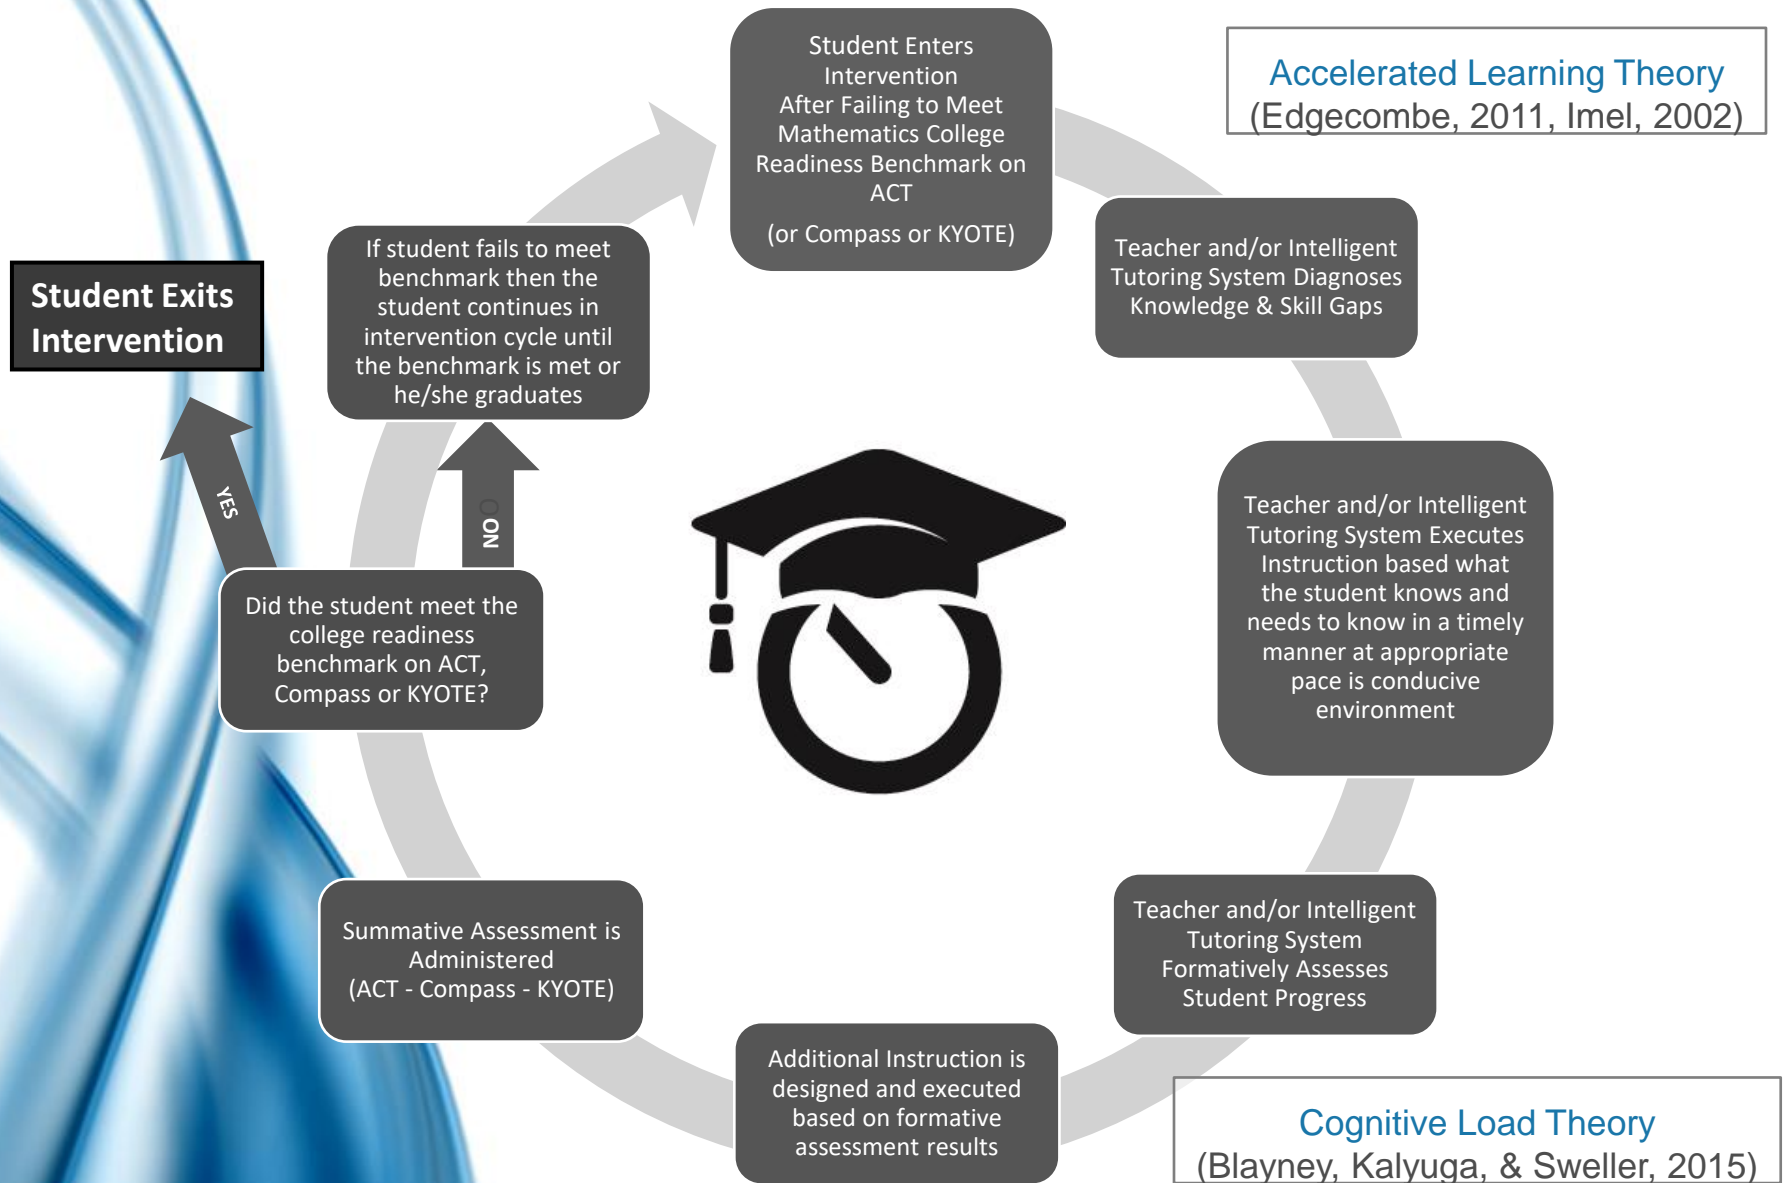 Student Enters
Intervention
After Failing to Meet
Mathematics College
Readiness Benchmark on
ACT
(or Compass or KYOTE)
Accelerated Learning Theory
(Edgecombe, 2011, Imel, 2002)
Teacher and/or Intelligent
Tutoring System Diagnoses
Knowledge & Skill Gaps
Teacher and/or Intelligent
Tutoring System Executes
Instruction based what
the student knows and
needs to know in a timely
manner at appropriate
pace is conducive
environment
Teacher and/or Intelligent
Tutoring System
Formatively Assesses
Student Progress
Cognitive Load Theory
(Blayney, Kalyuga, & Sweller, 2015)
Additional Instruction is
designed and executed
based on formative
assessment results
Summative Assessment is
Administered
(ACT - Compass - KYOTE)
Did the student meet the
college readiness
benchmark on ACT,
Compass or KYOTE?
YES
NO
If student fails to meet
benchmark then the
student continues in
intervention cycle until
the benchmark is met or
he/she graduates
Student Exits
Intervention